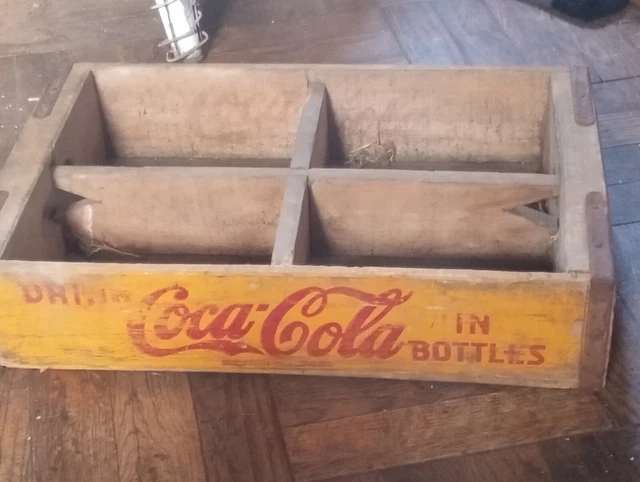 DRINK
Coca-Cola
IN
BOTTLES